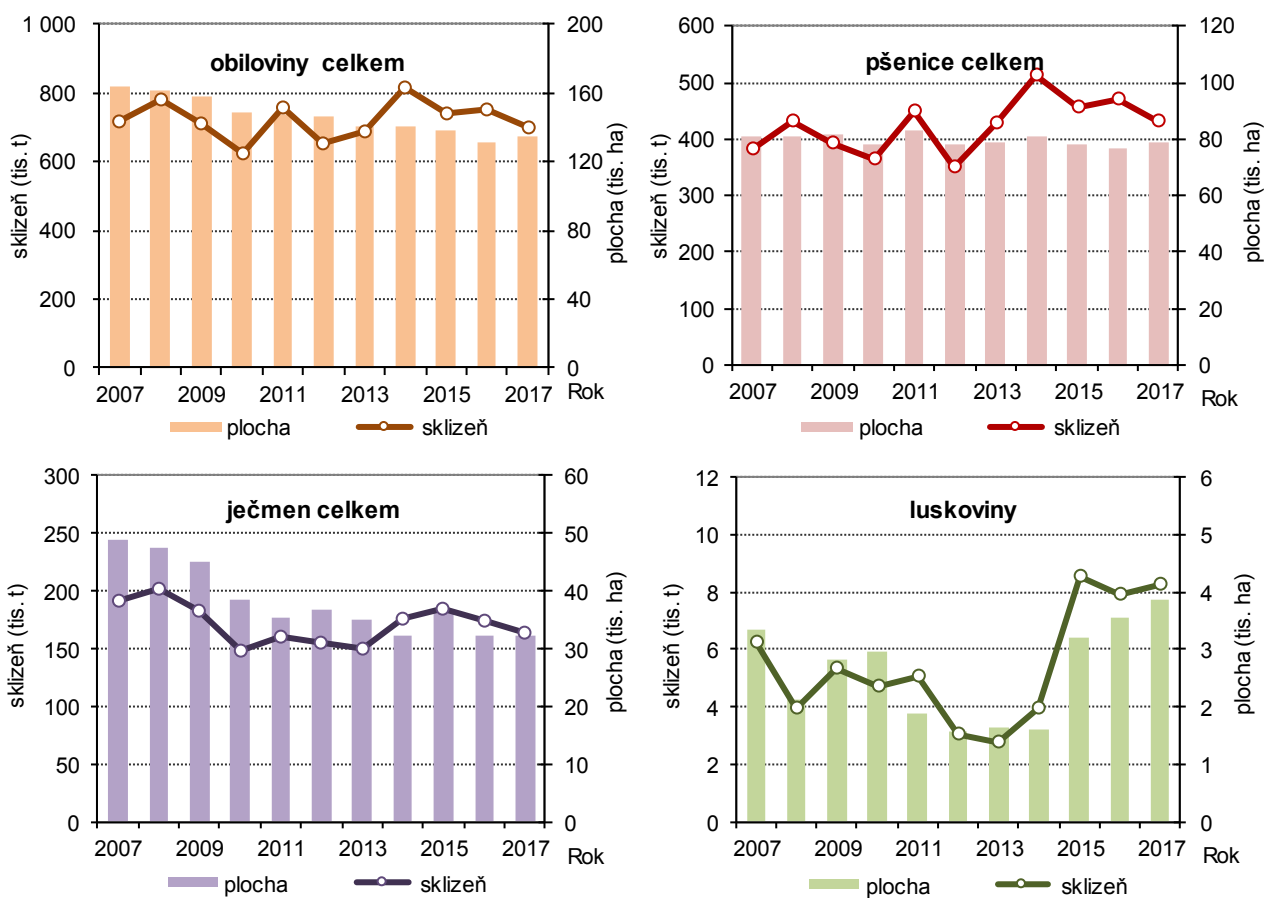 obiloviny celkem
sklizeň (tis. t)
1 000
800
600
400
200
0
plocha (tis. ha)
200
160
120
80
40
0
2007 2009 2011 2013 2015 2017 Rok
plocha sklizeň
pšenice celkem
sklizeň (tis. t)
600
500
400
300
200
100
0
plocha (tis. ha)
120
100
80
60
40
20
0
2007 2009 2011 2013 2015 2017 Rok
plocha sklizeň
ječmen celkem
sklizeň (tis. t)
300
250
200
150
100
50
0
plocha (tis. ha)
60
50
40
30
20
10
0
2007 2009 2011 2013 2015 2017 Rok
plocha sklizeň
luskoviny
sklizeň (tis. t)
12
10
8
6
4
2
0
plocha (tis. ha)
6
5
4
3
2
1
0
2007 2009 2011 2013 2015 2017 Rok
plocha sklizeň